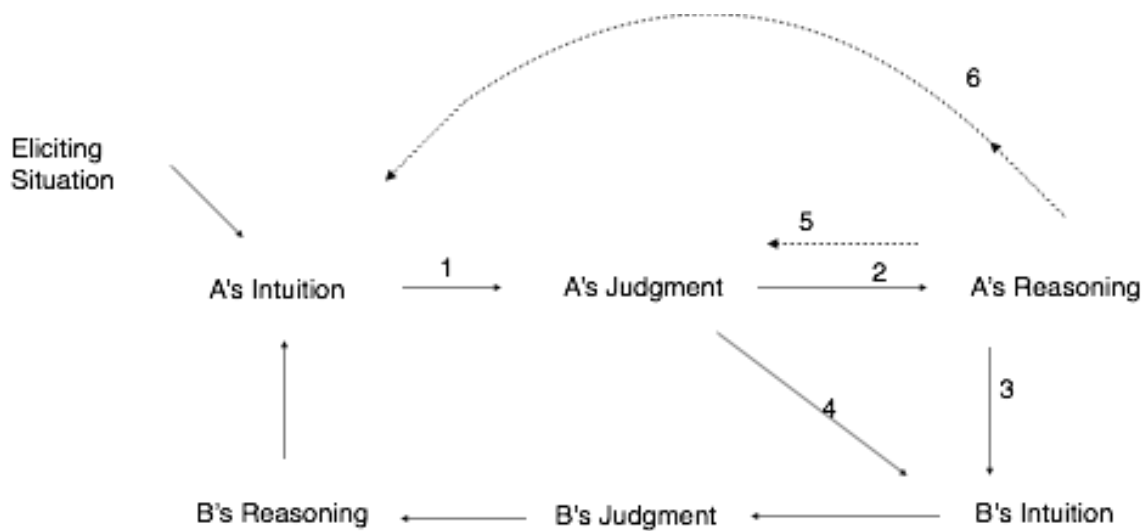 6
Eliciting
Situation
5
1
A's Intuition
A's Judgment
2
A's Reasoning
3
4
B's Reasoning
B's Judgment
B's Intuition